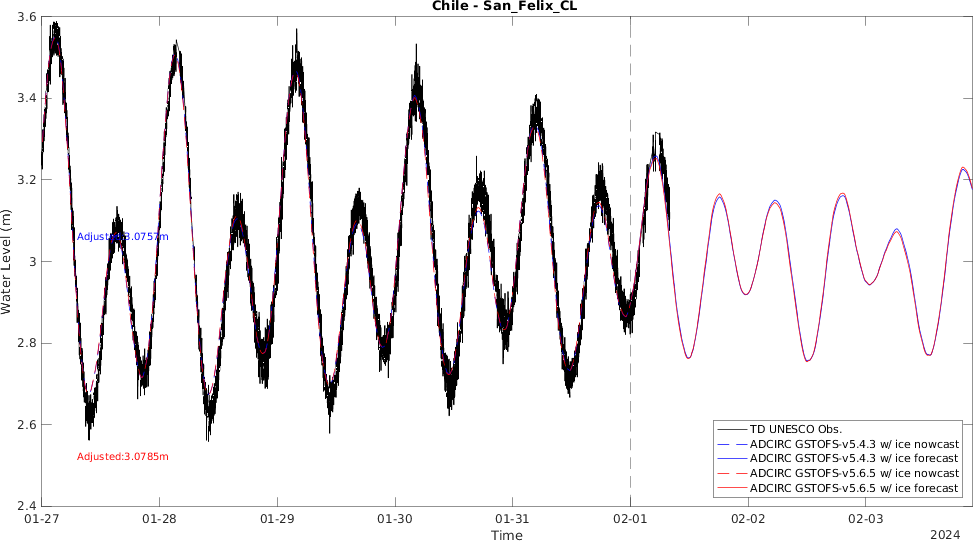 Chile - San_Felix_CL
3.6
3.4
3.2
3
2.8
2.6
2.4
Water Level (m)
Adjusted:3.0757m
Adjusted:3.0785m
TD UNESCO Obs.
ADCIRC GSTOFS-v5.4.3 w/ ice nowcast
ADCIRC GSTOFS-v5.4.3 w/ ice forecast
ADCIRC GSTOFS-v5.6.5 w/ ice nowcast
ADCIRC GSTOFS-v5.6.5 w/ ice forecast
01-27 01-28 01-29 01-30 01-31 02-01 02-02 02-03
Time
2024